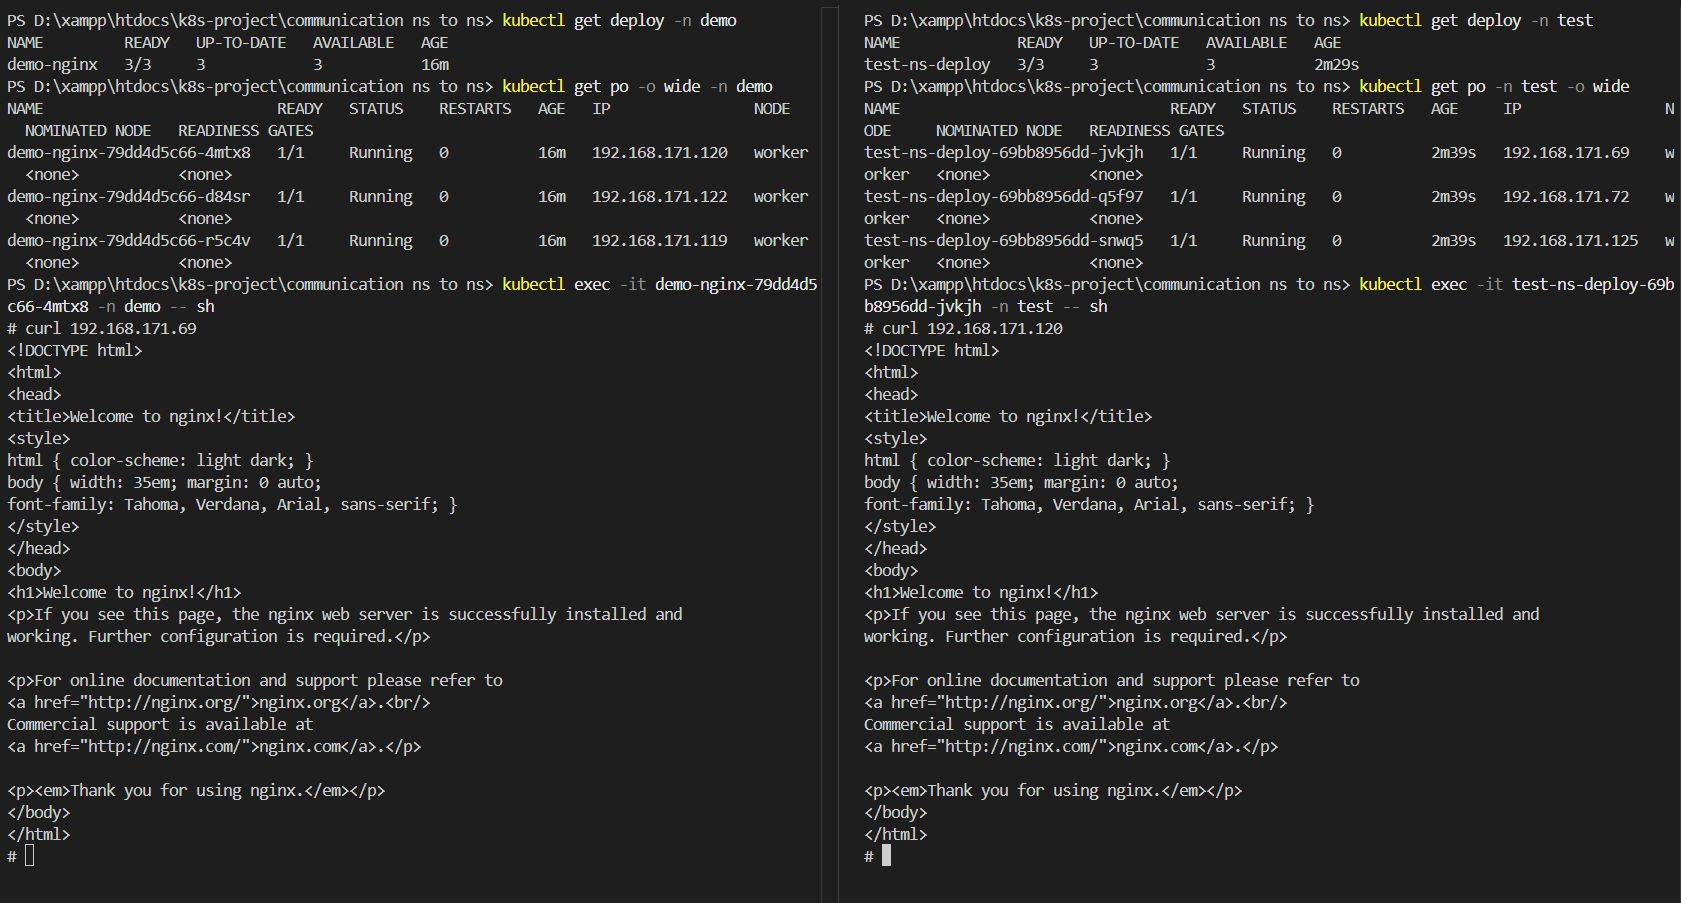 PS D:\xampp\htdocs\k8s-project\communication ns to ns> kubectl get deploy -n demo
NAME         READY   UP-TO-DATE   AVAILABLE   AGE
demo-nginx   3/3     3            3           16m
PS D:\xampp\htdocs\k8s-project\communication ns to ns> kubectl get po -o wide -n demo
NAME                          READY   STATUS    RESTARTS   AGE   IP                NODE
  NOMINATED NODE   READINESS GATES
demo-nginx-79dd4d5c66-4mtx8   1/1     Running   0          16m   192.168.171.120   worker
  <none>           <none>
demo-nginx-79dd4d5c66-d84sr   1/1     Running   0          16m   192.168.171.122   worker
  <none>           <none>
demo-nginx-79dd4d5c66-r5c4v   1/1     Running   0          16m   192.168.171.119   worker
  <none>           <none>
PS D:\xampp\htdocs\k8s-project\communication ns to ns> kubectl exec -it demo-nginx-79dd4d5
c66-4mtx8 -n demo -- sh
# curl 192.168.171.69
<!DOCTYPE html>
<html>
<head>
<title>Welcome to nginx!</title>
<style>
html { color-scheme: light dark; }
body { width: 35em; margin: 0 auto;
font-family: Tahoma, Verdana, Arial, sans-serif; }
</style>
</head>
<body>
<h1>Welcome to nginx!</h1>
<p>If you see this page, the nginx web server is successfully installed and
working. Further configuration is required.</p>

<p>For online documentation and support please refer to
<a href="http://nginx.org/">nginx.org</a>.<br/>
Commercial support is available at
<a href="http://nginx.com/">nginx.com</a>.</p>

<p><em>Thank you for using nginx.</em></p>
</body>
</html>
#
PS D:\xampp\htdocs\k8s-project\communication ns to ns> kubectl get deploy -n test
NAME             READY   UP-TO-DATE   AVAILABLE   AGE
test-ns-deploy   3/3     3            3           2m29s
PS D:\xampp\htdocs\k8s-project\communication ns to ns> kubectl get po -n test -o wide
NAME                              READY   STATUS    RESTARTS   AGE     IP                N
ODE     NOMINATED NODE   READINESS GATES
test-ns-deploy-69bb8956dd-jvkjh   1/1     Running   0          2m39s   192.168.171.69    w
orker   <none>           <none>
test-ns-deploy-69bb8956dd-q5f97   1/1     Running   0          2m39s   192.168.171.72    w
orker   <none>           <none>
test-ns-deploy-69bb8956dd-snwq5   1/1     Running   0          2m39s   192.168.171.125   w
orker   <none>           <none>
PS D:\xampp\htdocs\k8s-project\communication ns to ns> kubectl exec -it test-ns-deploy-69b
b8956dd-jvkjh -n test -- sh
# curl 192.168.171.120
<!DOCTYPE html>
<html>
<head>
<title>Welcome to nginx!</title>
<style>
html { color-scheme: light dark; }
body { width: 35em; margin: 0 auto;
font-family: Tahoma, Verdana, Arial, sans-serif; }
</style>
</head>
<body>
<h1>Welcome to nginx!</h1>
<p>If you see this page, the nginx web server is successfully installed and
working. Further configuration is required.</p>

<p>For online documentation and support please refer to
<a href="http://nginx.org/">nginx.org</a>.<br/>
Commercial support is available at
<a href="http://nginx.com/">nginx.com</a>.</p>

<p><em>Thank you for using nginx.</em></p>
</body>
</html>
#